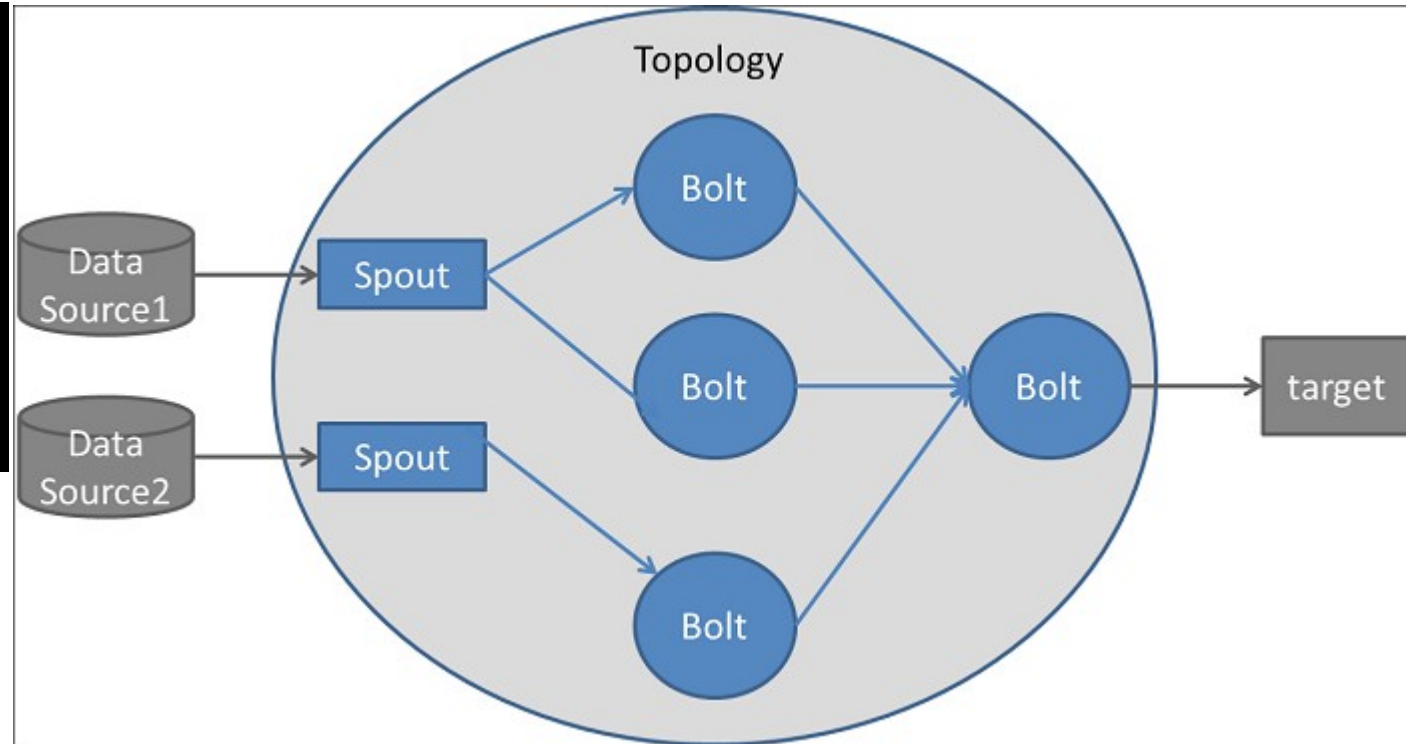 Topology
Bolt
Data
Source1
Spout
Bolt
Bolt
target
Data
Source2
Spout
Bolt